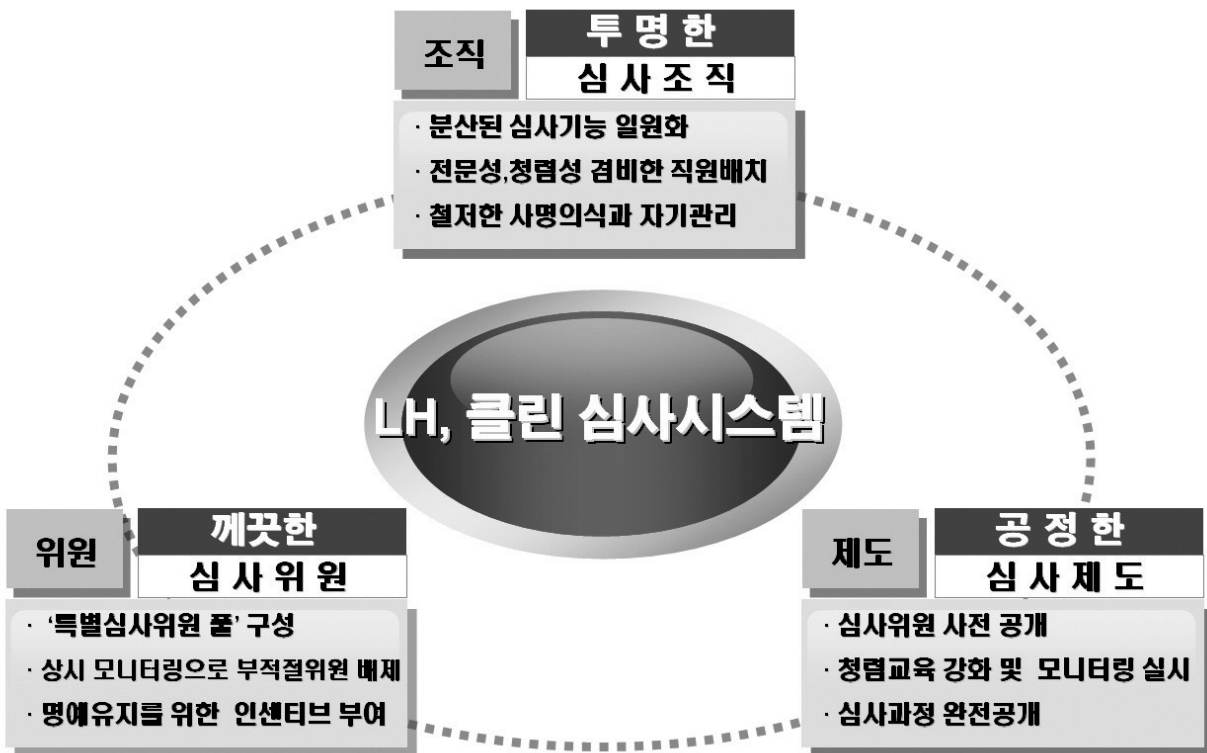 조직
투 명 한
심 사 조 직
· 분산된 심사기능 일원화
· 전문성,청렴성 겸비한 직원배치
· 철저한 사명의식과 자기관리
LH, 클린 심사시스템
위원
깨끗한
심 사 위 원
· ‘특별심사위원 풀’ 구성
· 상시 모니터링으로 부적절위원 배제
· 명예유지를 위한 인센티브 부여
제도
공 정 한
심 사 제 도
· 심사위원 사전 공개
· 청렴교육 강화 및 모니터링 실시
· 심사과정 완전공개